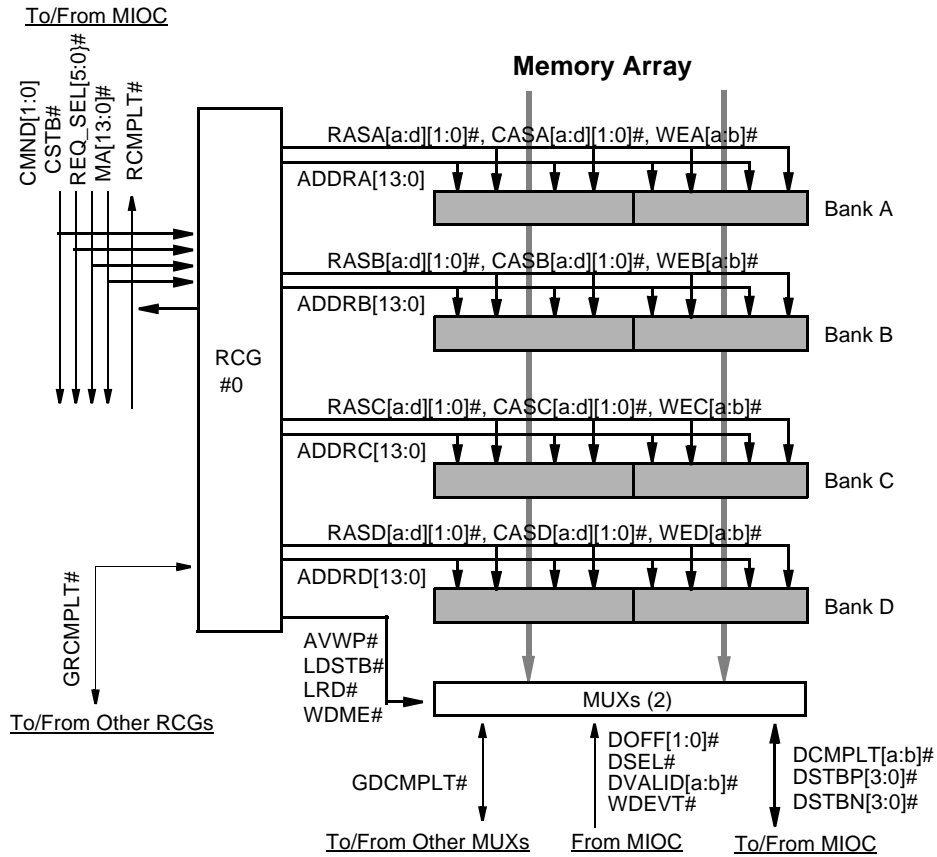 To/From MIOC
CMND[1:0]
CSTB#
REQ_SEL[5:0}#
MA[13:0]#
RCMPLT#
Memory Array
RASA[a:d][1:0]#, CASA[a:d][1:0]#, WEA[a:b]#
ADDRA[13:0]
Bank A
RASB[a:d][1:0]#, CASB[a:d][1:0]#, WEB[a:b]#
ADDRB[13:0]
Bank B
RCG
#0
RASC[a:d][1:0]#, CASC[a:d][1:0]#, WEC[a:b]#
ADDRC[13:0]
Bank C
RASD[a:d][1:0]#, CASD[a:d][1:0]#, WED[a:b]#
ADDRD[13:0]
Bank D
GRCMPLT#
To/From Other RCGs
AVWP#
LDSTB#
LRD#
WDME#
MUXs (2)
GDCMPLT#
To/From Other MUXs
DOFF[1:0]#
DSEL#
DVALID[a:b]#
WDEVT#
From MIOC
DCMPLT[a:b]#
DSTBP[3:0]#
DSTBN[3:0]#
To/From MIOC